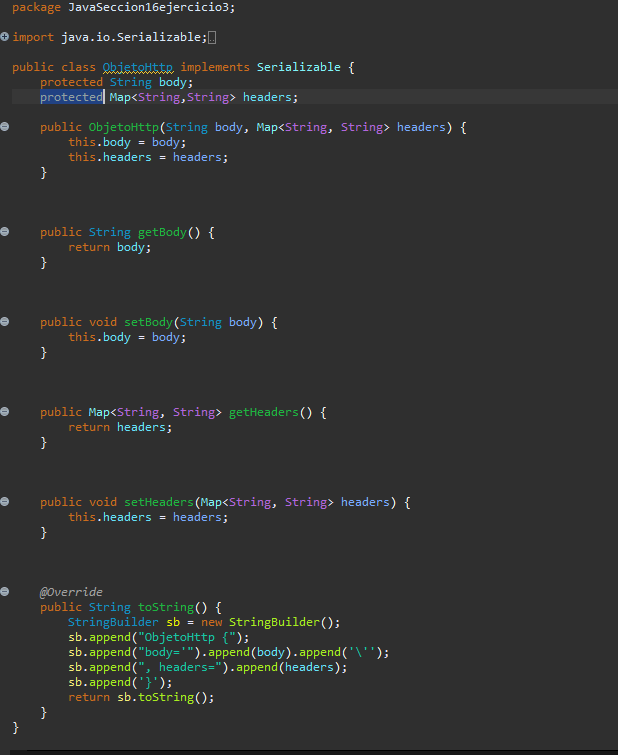 package JavaSeccion16ejercicio3;
import java.io.Serializable;
public class ObjetoHttp implements Serializable {
protected String body;
protected Map<String,String> headers;
public ObjetoHttp(String body, Map<String, String> headers) {
this.body = body;
this.headers = headers;
}
public String getBody() {
return body;
}
public void setBody(String body) {
this.body = body;
}
public Map<String, String> getHeaders() {
return headers;
}
public void setHeaders(Map<String, String> headers) {
this.headers = headers;
}
@Override
public String toString() {
StringBuilder sb = new StringBuilder();
sb.append("ObjetoHttp {");
sb.append("body='").append(body).append('\'');
sb.append(", headers=").append(headers);
sb.append('}');
return sb.toString();
}
}